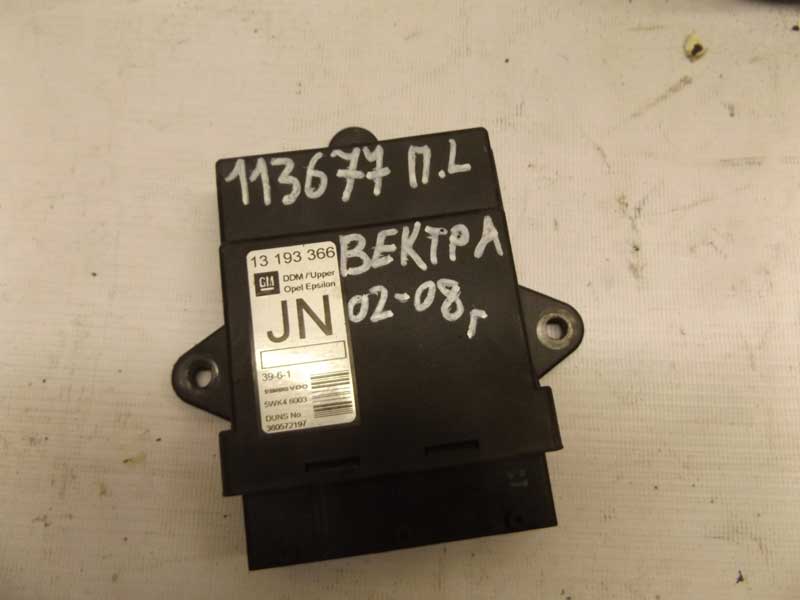 113677 П.L
ВЕКТРА
02-08г
13 193 366
GM
DDM/Upper
Opel Epsilon
JN
39-6-1
SIEMENS VDO
5WK4 6003
DUNS No
360572197